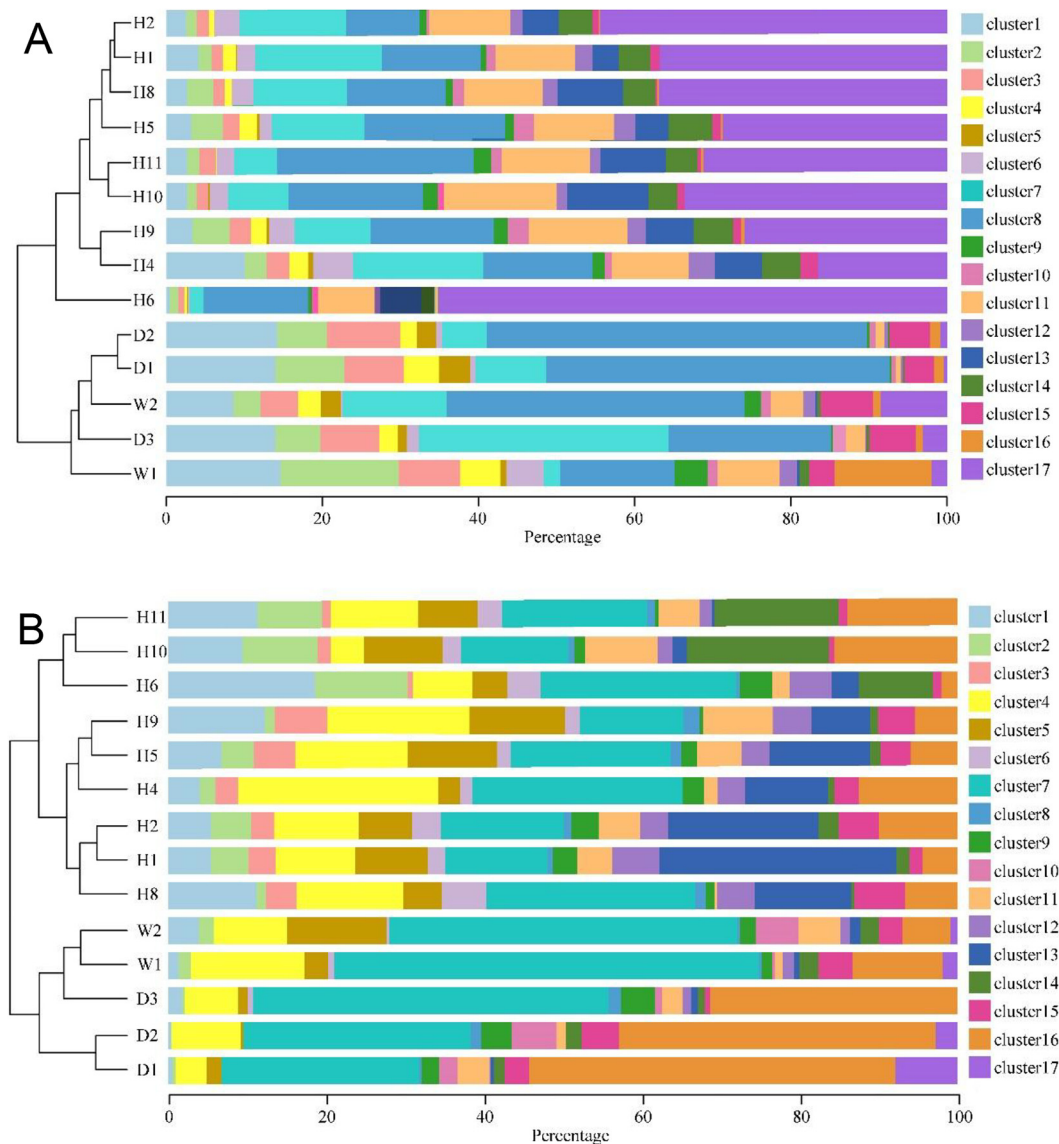 A
H2
H1
H8
H5
H11
H10
H9
H4
H6
D2
D1
W2
D3
W1
0 20 40 60 80 100
Percentage
cluster1
cluster2
cluster3
cluster4
cluster5
cluster6
cluster7
cluster8
cluster9
cluster10
cluster11
cluster12
cluster13
cluster14
cluster15
cluster16
cluster17
B
H11
H10
H6
H9
H5
H4
H2
H1
H8
W2
W1
D3
D2
D1
0 20 40 60 80 100
Percentage
cluster1
cluster2
cluster3
cluster4
cluster5
cluster6
cluster7
cluster8
cluster9
cluster10
cluster11
cluster12
cluster13
cluster14
cluster15
cluster16
cluster17